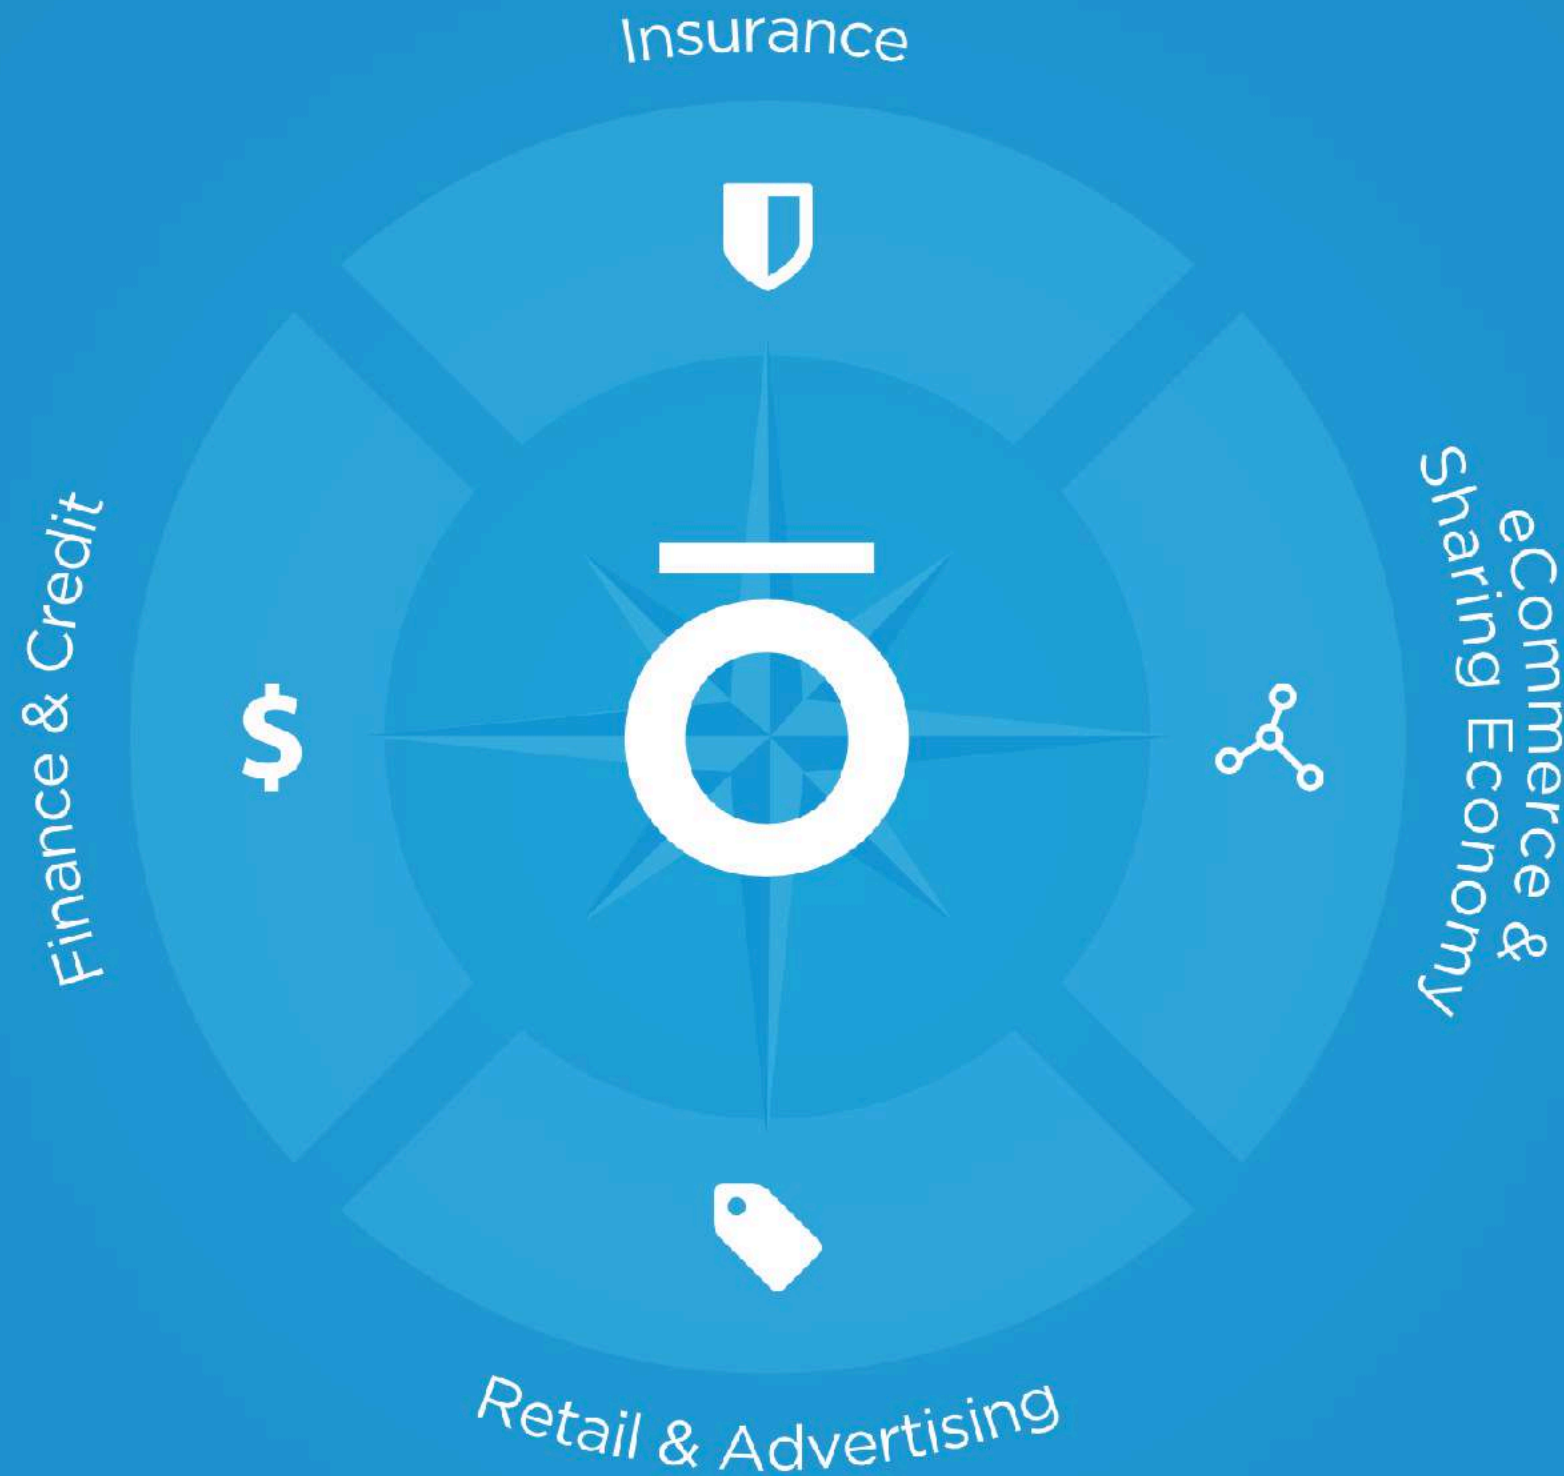 Insurance
Finance & Credit
$
ō
eCommerce &
Sharing Economy
Retail & Advertising